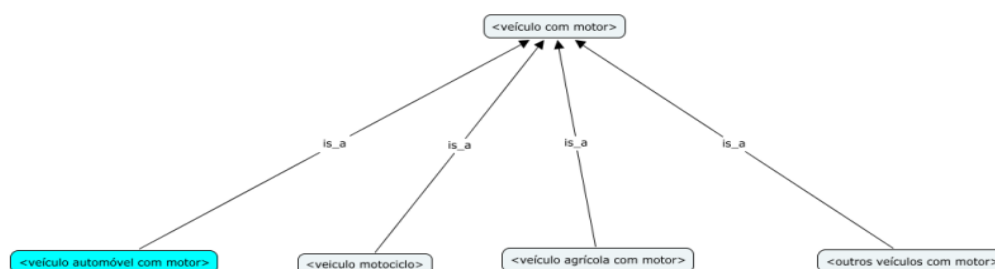 <veículo com motor>
is_a
is_a
is_a
is_a
<veículo automóvel com motor>
<veiculo motociclo>
<veículo agrícola com motor>
<outros veículos com motor>